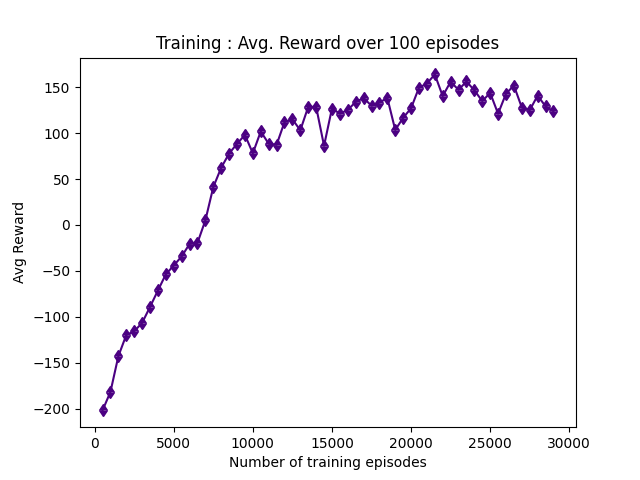 Training : Avg. Reward over 100 episodes
150
100
50
0
−50
−100
−150
−200
Avg Reward
0 5000 10000 15000 20000 25000 30000
Number of training episodes